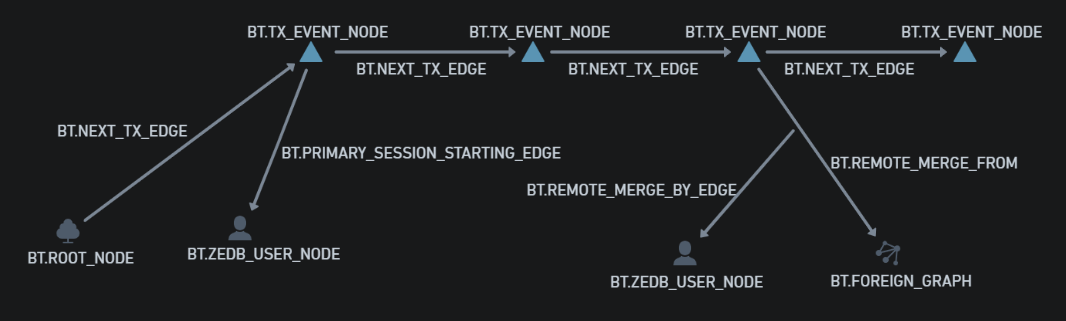 BT.TX_EVENT_NODE
BT.TX_EVENT_NODE
BT.TX_EVENT_NODE
BT.TX_EVENT_NODE
BT.NEXT_TX_EDGE
BT.NEXT_TX_EDGE
BT.NEXT_TX_EDGE
BT.NEXT_TX_EDGE
BT.PRIMARY_SESSION_STARTING_EDGE
BT.REMOTE_MERGE_FROM
BT.REMOTE_MERGE_BY_EDGE
BT.ROOT_NODE
BT.ZEDB_USER_NODE
BT.ZEDB_USER_NODE
BT.FOREIGN_GRAPH